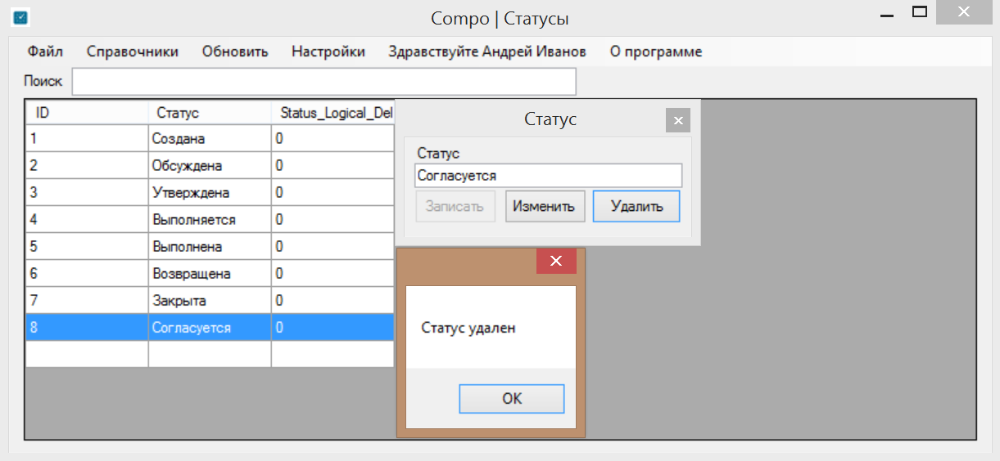 Compo | Статусы
Файл Справочники Обновить Настройки Здравствуйте Андрей Иванов О программе
Поиск
ID Статус Status_Logical_Del
1 Создана 0
2 Обсуждена 0
3 Утверждена 0
4 Выполняется 0
5 Выполнена 0
6 Возвращена 0
7 Закрыта 0
8 Согласуется 0
Статус
Статус
Согласуется
Записать Изменить Удалить
Статус удален
ОК